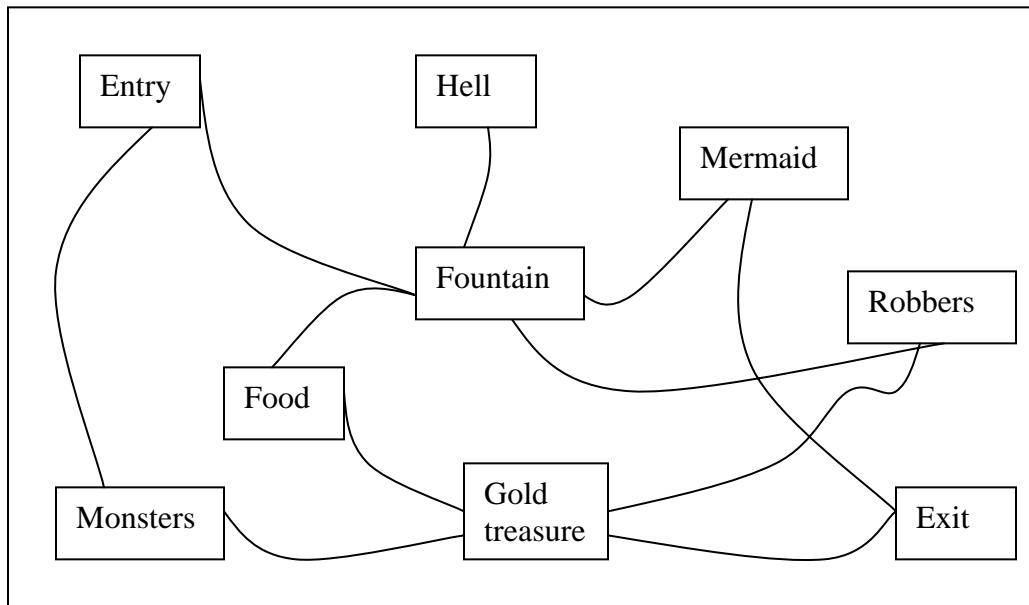 Entry
Hell
Mermaid
Fountain
Robbers
Food
Monsters
Gold
treasure
Exit